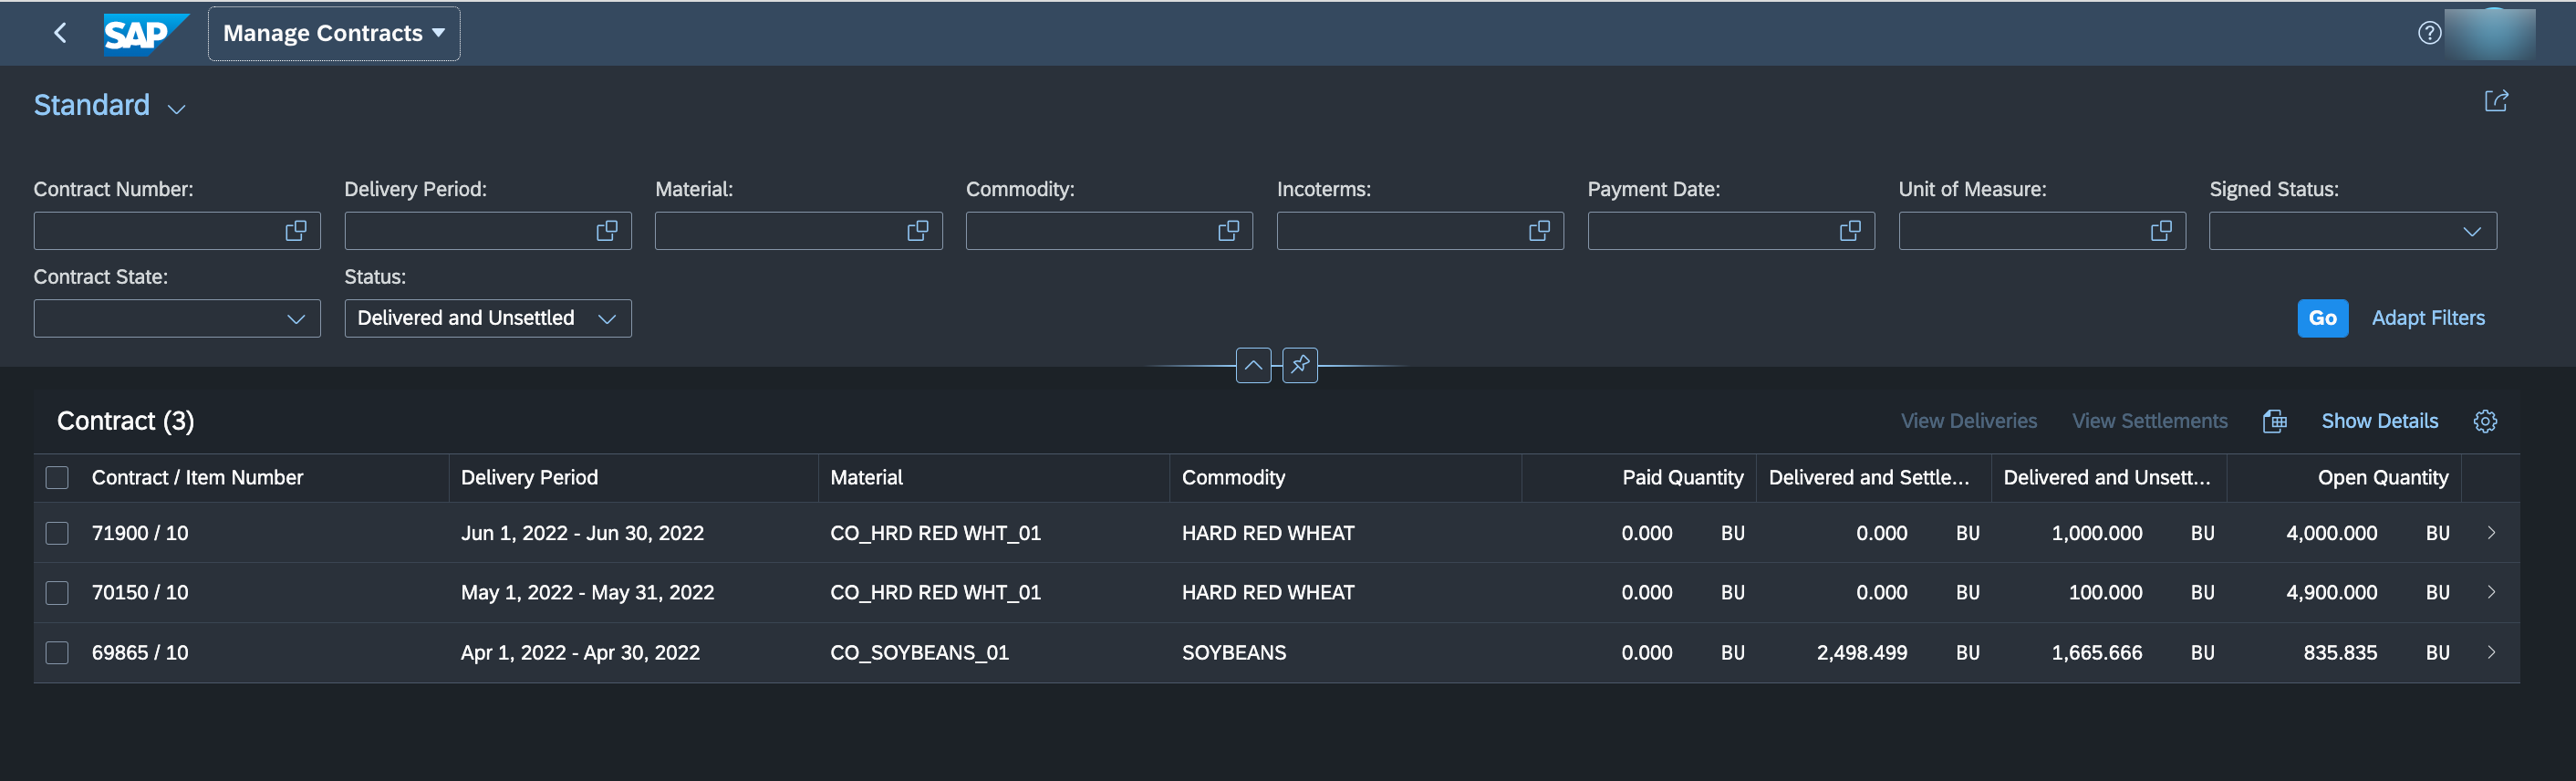 SAP Manage Contracts
Standard
Contract Number: Delivery Period: Material: Commodity: Incoterms: Payment Date: Unit of Measure: Signed Status:
Contract State: Status:
Delivered and Unsettled Go Adapt Filters
Contract (3) View Deliveries View Settlements Show Details
Contract / Item Number Delivery Period Material Commodity Paid Quantity Delivered and Settle... Delivered and Unsett... Open Quantity
71900 / 10 Jun 1, 2022 - Jun 30, 2022 CO_HRD RED WHT_01 HARD RED WHEAT 0.000 BU 0.000 BU 1,000.000 BU 4,000.000 BU
70150 / 10 May 1, 2022 - May 31, 2022 CO_HRD RED WHT_01 HARD RED WHEAT 0.000 BU 0.000 BU 100.000 BU 4,900.000 BU
69865 / 10 Apr 1, 2022 - Apr 30, 2022 CO_SOYBEANS_01 SOYBEANS 0.000 BU 2,498.499 BU 1,665.666 BU 835.835 BU